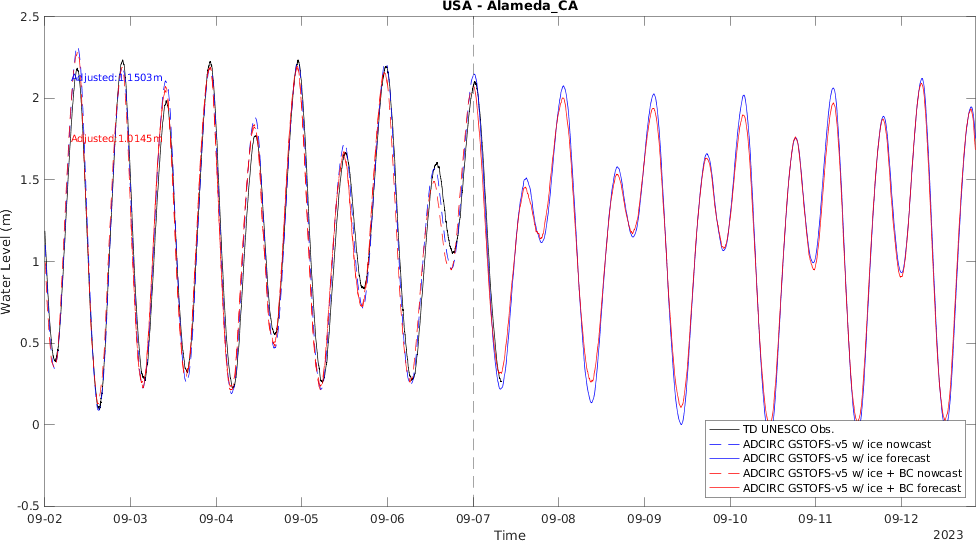 USA - Alameda_CA
2.5
2
1.5
1
0.5
0
-0.5
Water Level (m)
Adjusted:1.1503m
Adjusted:1.0145m
TD UNESCO Obs.
ADCIRC GSTOFS-v5 w/ ice nowcast
ADCIRC GSTOFS-v5 w/ ice forecast
ADCIRC GSTOFS-v5 w/ ice + BC nowcast
ADCIRC GSTOFS-v5 w/ ice + BC forecast
09-02 09-03 09-04 09-05 09-06 09-07 09-08 09-09 09-10 09-11 09-12
Time
2023